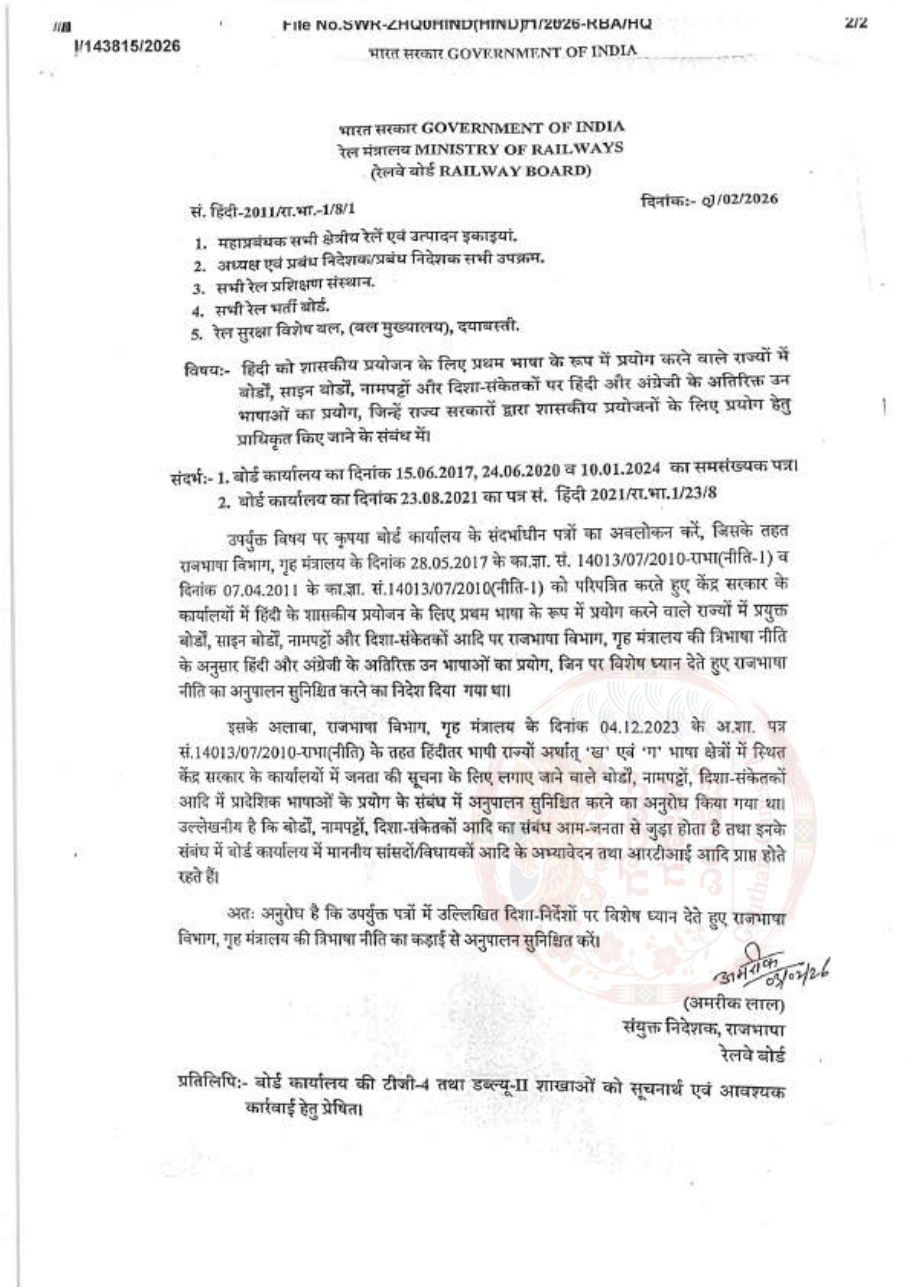 File No.SWR-ZHQ0HIND(HIND)/1/2026-RBA/HQ
2/2
I/143815/2026
भारत सरकार GOVERNMENT OF INDIA
भारत सरकार GOVERNMENT OF INDIA
रेल मंत्रालय MINISTRY OF RAILWAYS
(रेलवे बोर्ड RAILWAY BOARD)
सं. हिंदी-2011/रा.भा.-1/8/1
दिनांकः- /02/2026
1. महाप्रबंधक सभी क्षेत्रीय रेलें एवं उत्पादन इकाइयां.
2. अध्यक्ष एवं प्रबंध निदेशक/प्रबंध निदेशक सभी उपक्रम.
3. सभी रेल प्रशिक्षण संस्थान.
4. सभी रेल भर्ती बोर्ड.
5. रेल सुरक्षा विशेष बल, (बल मुख्यालय), दयाबस्ती.
विषयः- हिंदी को शासकीय प्रयोजन के लिए प्रथम भाषा के रूप में प्रयोग करने वाले राज्यों में
बोर्डों, साइन बोर्डों, नामपट्टों और दिशा-संकेतकों पर हिंदी और अंग्रेजी के अतिरिक्त उन
भाषाओं का प्रयोग, जिन्हें राज्य सरकारों द्वारा शासकीय प्रयोजनों के लिए प्रयोग हेतु
प्राधिकृत किए जाने के संबंध में।
संदर्भः- 1. बोर्ड कार्यालय का दिनांक 15.06.2017, 24.06.2020 व 10.01.2024 का समसंख्यक पत्र।
2. बोर्ड कार्यालय का दिनांक 23.08.2021 का पत्र सं. हिंदी 2021/रा.भा.1/23/8
उपर्युक्त विषय पर कृपया बोर्ड कार्यालय के संदर्भाधीन पत्रों का अवलोकन करें, जिसके तहत
राजभाषा विभाग, गृह मंत्रालय के दिनांक 28.05.2017 के का.ज्ञा. सं. 14013/07/2010-राभा(नीति-1) व
दिनांक 07.04.2011 के का.ज्ञा. सं.14013/07/2010(नीति-1) को परिपत्रित करते हुए केंद्र सरकार के
कार्यालयों में हिंदी के शासकीय प्रयोजन के लिए प्रथम भाषा के रूप में प्रयोग करने वाले राज्यों में प्रयुक्त
बोर्डों, साइन बोर्डों, नामपट्टों और दिशा-संकेतकों आदि पर राजभाषा विभाग, गृह मंत्रालय की त्रिभाषा नीति
के अनुसार हिंदी और अंग्रेजी के अतिरिक्त उन भाषाओं का प्रयोग, जिन पर विशेष ध्यान देते हुए राजभाषा
नीति का अनुपालन सुनिश्चित करने का निदेश दिया गया था।
इसके अलावा, राजभाषा विभाग, गृह मंत्रालय के दिनांक 04.12.2023 के अ.शा. पत्र
सं.14013/07/2010-राभा(नीति) के तहत हिंदीतर भाषी राज्यों अर्थात् 'ख' एवं 'ग' भाषा क्षेत्रों में स्थित
केंद्र सरकार के कार्यालयों में जनता की सूचना के लिए लगाए जाने वाले बोर्डों, नामपट्टों, दिशा-संकेतकों
आदि में प्रादेशिक भाषाओं के प्रयोग के संबंध में अनुपालन सुनिश्चित करने का अनुरोध किया गया था।
उल्लेखनीय है कि बोर्डों, नामपट्टों, दिशा-संकेतकों आदि का संबंध आम-जनता से जुड़ा होता है तथा इनके
संबंध में बोर्ड कार्यालय में माननीय सांसदों/विधायकों आदि के अभ्यावेदन तथा आरटीआई आदि प्राप्त होते
रहते हैं।
अतः अनुरोध है कि उपर्युक्त पत्रों में उल्लिखित दिशा-निर्देशों पर विशेष ध्यान देते हुए राजभाषा
विभाग, गृह मंत्रालय की त्रिभाषा नीति का कड़ाई से अनुपालन सुनिश्चित करें।
अमरीक
(अमरीक लाल)
संयुक्त निदेशक, राजभाषा
रेलवे बोर्ड
प्रतिलिपिः- बोर्ड कार्यालय की टीजी-4 तथा डब्ल्यू-II शाखाओं को सूचनार्थ एवं आवश्यक
कार्रवाई हेतु प्रेषित।